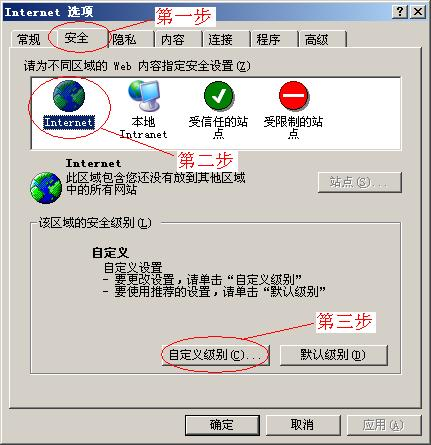 Internet 选项
第一步
常规 安全 隐私 内容 连接 程序 高级
请为不同区域的 Web 内容指定安全设置(Z)
Internet
本地
Intranet
受信任的站
点
受限制的站
点
第二步
Internet
此区域包含您还没有放到其他区域
中的所有网站
站点(S)...
该区域的安全级别(L)
自定义
自定义设置
- 要更改设置,请单击“自定义级别”
- 要使用推荐的设置,请单击“默认级别”
第三步
自定义级别(C)... 默认级别(D)
确定 取消 应用(A)